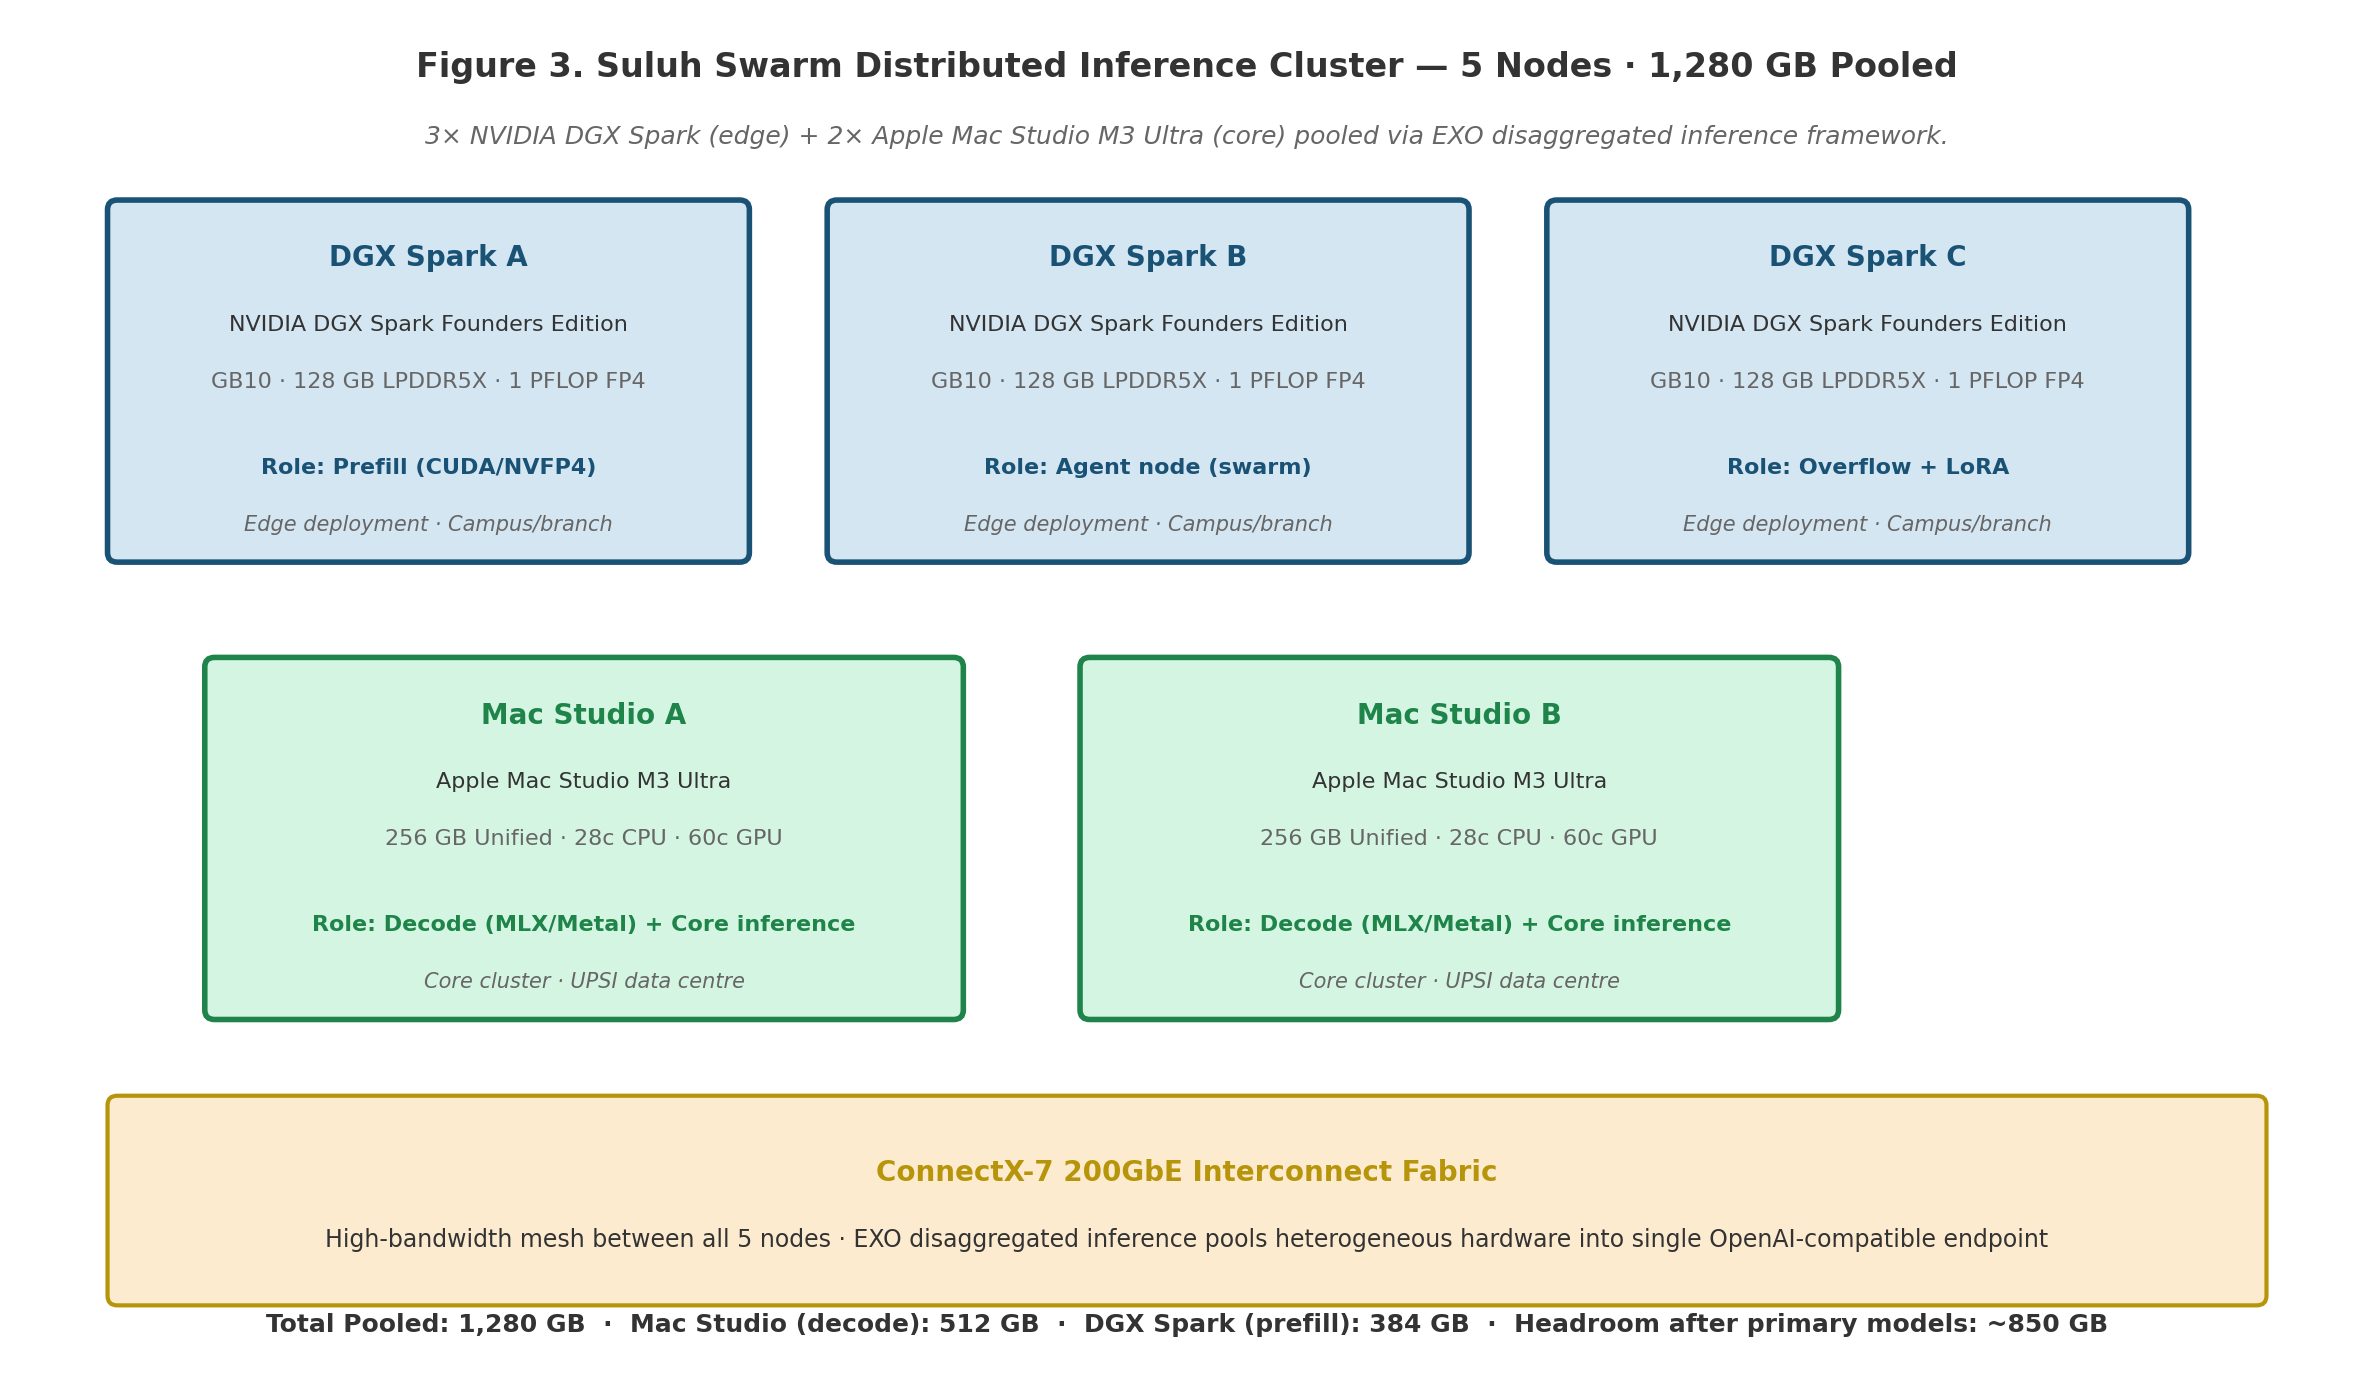 Figure 3. Suluh Swarm Distributed Inference Cluster — 5 Nodes · 1,280 GB Pooled
3× NVIDIA DGX Spark (edge) + 2× Apple Mac Studio M3 Ultra (core) pooled via EXO disaggregated inference framework.
DGX Spark A
NVIDIA DGX Spark Founders Edition
GB10 · 128 GB LPDDR5X · 1 PFLOP FP4
Role: Prefill (CUDA/NVFP4)
Edge deployment · Campus/branch
DGX Spark B
NVIDIA DGX Spark Founders Edition
GB10 · 128 GB LPDDR5X · 1 PFLOP FP4
Role: Agent node (swarm)
Edge deployment · Campus/branch
DGX Spark C
NVIDIA DGX Spark Founders Edition
GB10 · 128 GB LPDDR5X · 1 PFLOP FP4
Role: Overflow + LoRA
Edge deployment · Campus/branch
Mac Studio A
Apple Mac Studio M3 Ultra
256 GB Unified · 28c CPU · 60c GPU
Role: Decode (MLX/Metal) + Core inference
Core cluster · UPSI data centre
Mac Studio B
Apple Mac Studio M3 Ultra
256 GB Unified · 28c CPU · 60c GPU
Role: Decode (MLX/Metal) + Core inference
Core cluster · UPSI data centre
ConnectX-7 200GbE Interconnect Fabric
High-bandwidth mesh between all 5 nodes · EXO disaggregated inference pools heterogeneous hardware into single OpenAI-compatible endpoint
Total Pooled: 1,280 GB · Mac Studio (decode): 512 GB · DGX Spark (prefill): 384 GB · Headroom after primary models: ~850 GB